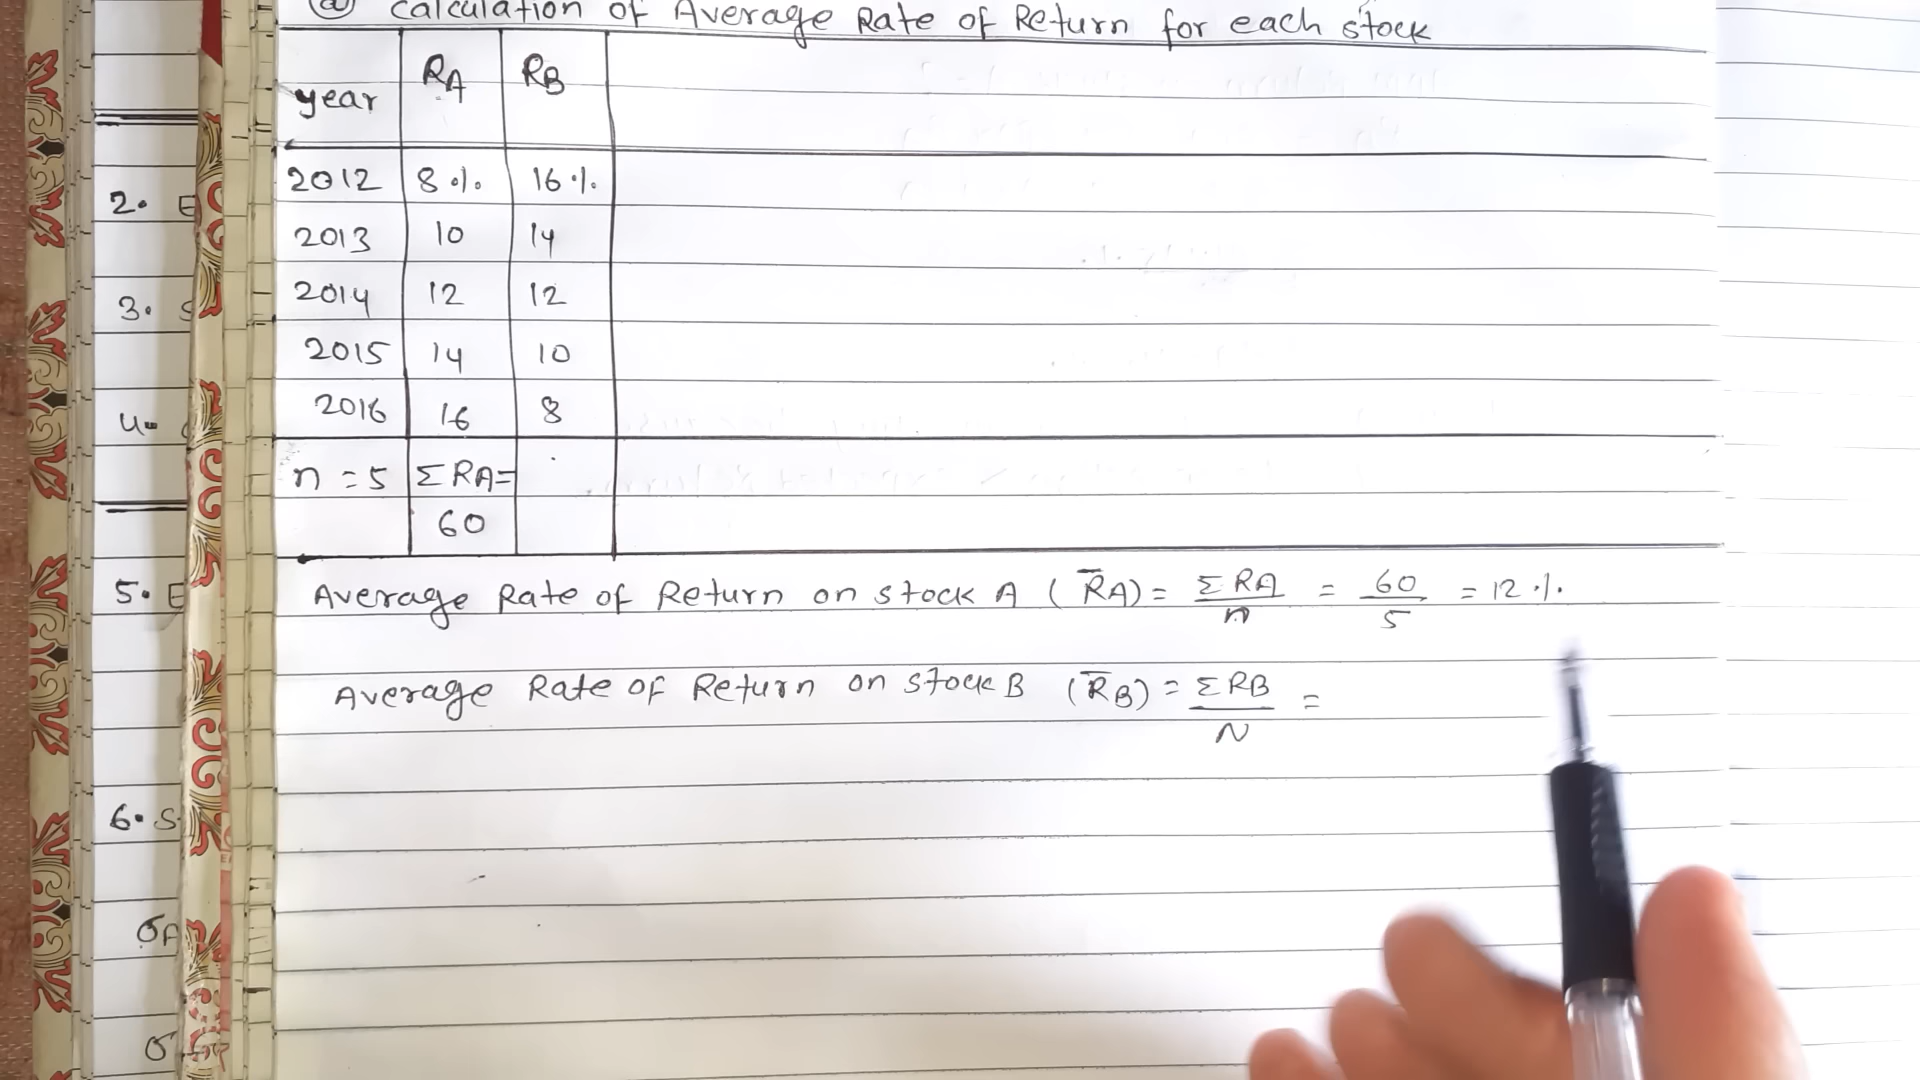 ⓐ Calculation of Average Rate of Return for each stock
year RA RB
2012 8% 16%
2013 10 14
2014 12 12
2015 14 10
2016 16 8
n = 5 ΣRA=
60
Average Rate of Return on stock A (R̅A) = ΣRA/n = 60/5 = 12%
Average Rate of Return on stock B (R̅B) = ΣRB/N =
2. E
3. S
4.
5. E
6. S
σA
σ